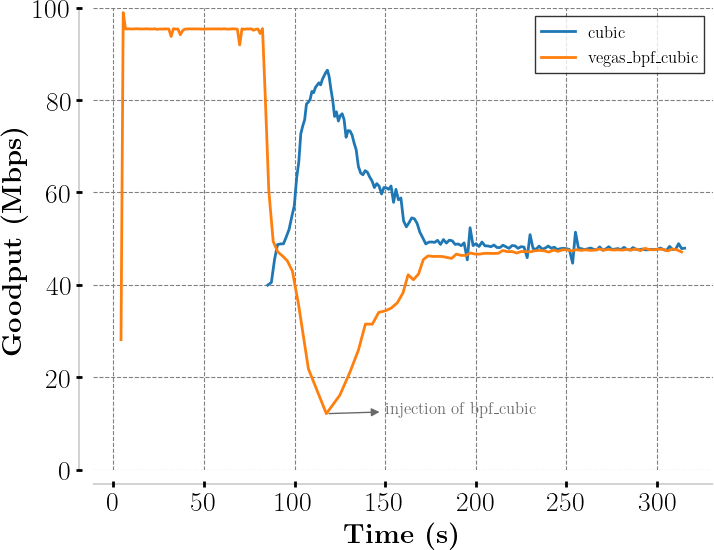 100
80
60
40
20
0
Goodput (Mbps)
cubic
vegas_bpf_cubic
injection of bpf_cubic
0 50 100 150 200 250 300
Time (s)